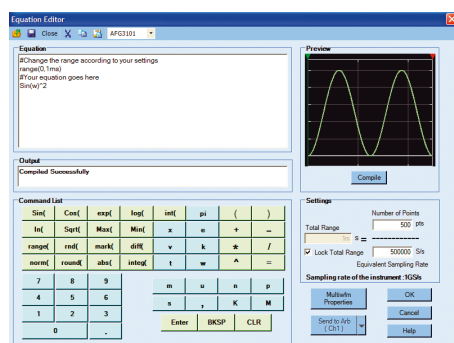 Equation Editor
Close AFG3101
Equation
#Change the range according to your settings
range(0,1ms)
#Your equation goes here
Sin(w)^2
Preview
Compile
Output
Compiled Successfully
Command List
Sin( Cos( exp( log( int( pi ( )
ln( Sqrt( Max( Min( x e + -
range( rnd( mark( diff( v k * /
norm( round( abs( integ( t w ^ =
7 8 9 m u n p
4 5 6 s , K M
1 2 3 Enter BKSP CLR
0 .
Settings
Number of Points
Total Range 500 pts
s = ------------
Lock Total Range 500000 S/s
Equivalent Sampling Rate
Sampling rate of the instrument :1GS/s
Multiwfm Properties OK
Cancel
Send to Arb (Ch1) Help